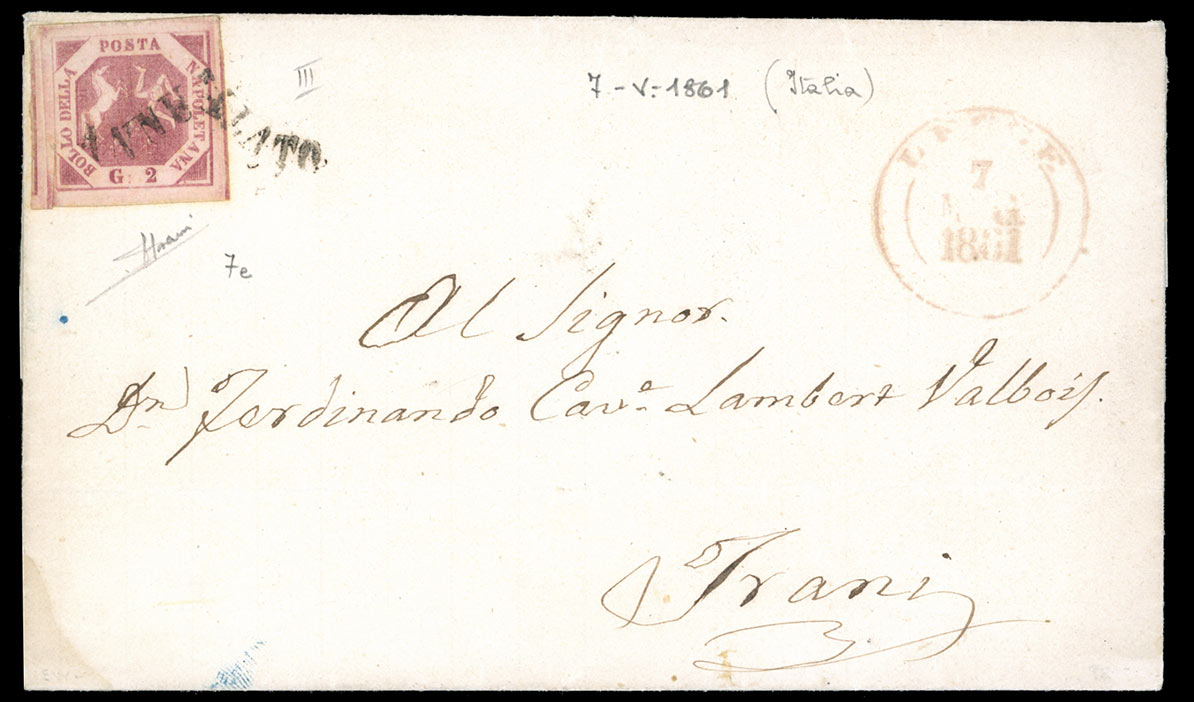 POSTA
NAPOLETANA
BOLLO DELLA
G. 2
ANNULLATO
III
7-V-1861 (Italia)
7
1861
7e
Al Signor.
Dn Ferdinando Cave Lambert Valbois.
Trani